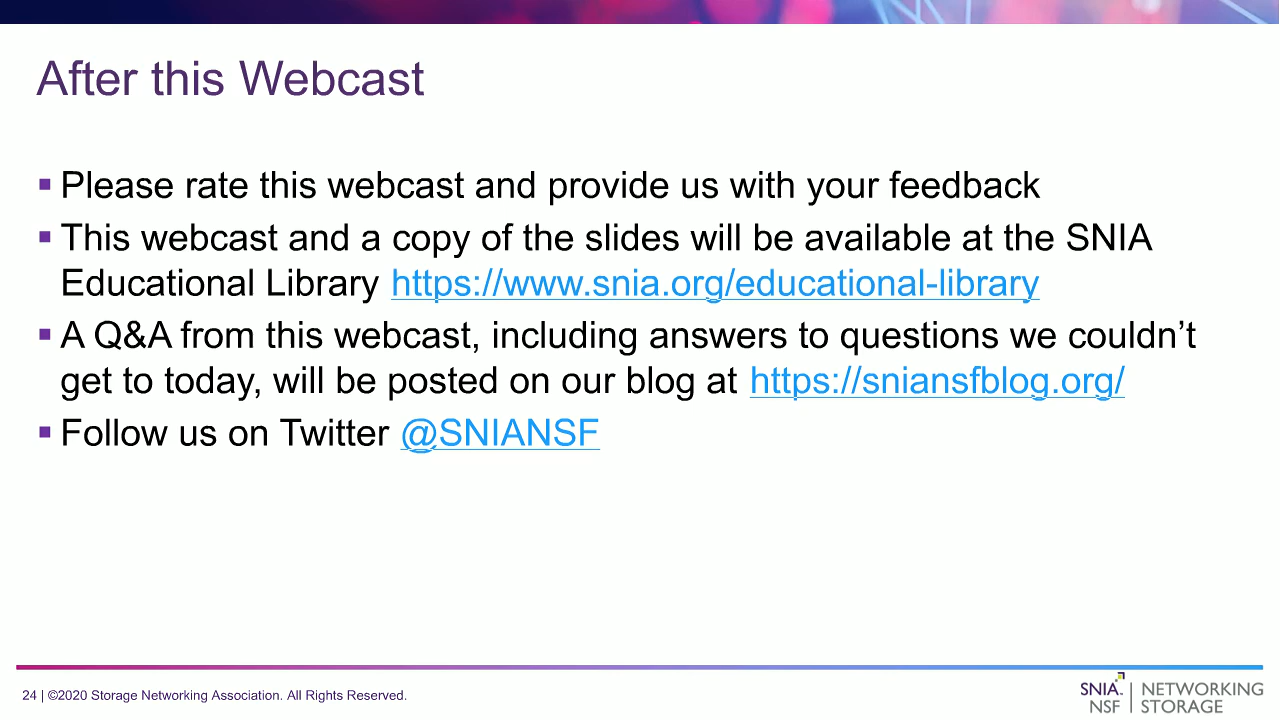 After this Webcast
▪ Please rate this webcast and provide us with your feedback
▪ This webcast and a copy of the slides will be available at the SNIA
Educational Library https://www.snia.org/educational-library
▪ A Q&A from this webcast, including answers to questions we couldn’t
get to today, will be posted on our blog at https://sniansfblog.org/
▪ Follow us on Twitter @SNIANSF
24 | ©2020 Storage Networking Association. All Rights Reserved.
SNIA™ | NETWORKING
NSF | STORAGE